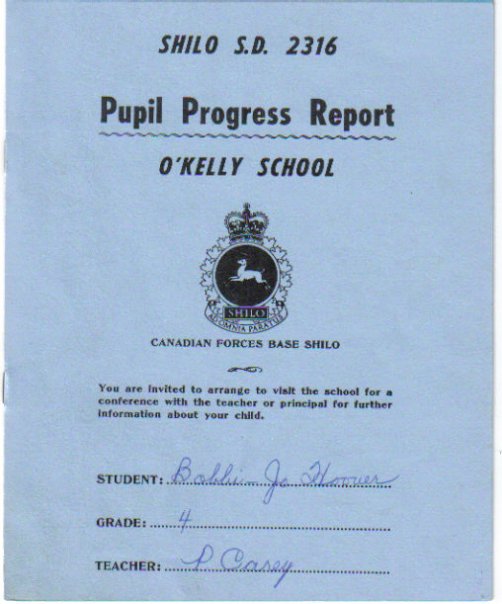 SHILO S.D. 2316
Pupil Progress Report
O'KELLY SCHOOL
SHILO
OMNIA PARATUS
CANADIAN FORCES BASE SHILO
You are invited to arrange to visit the school for a
conference with the teacher or principal for further
information about your child.
STUDENT: Bobbi-Jo Hoover
GRADE: 4
TEACHER: P Casey